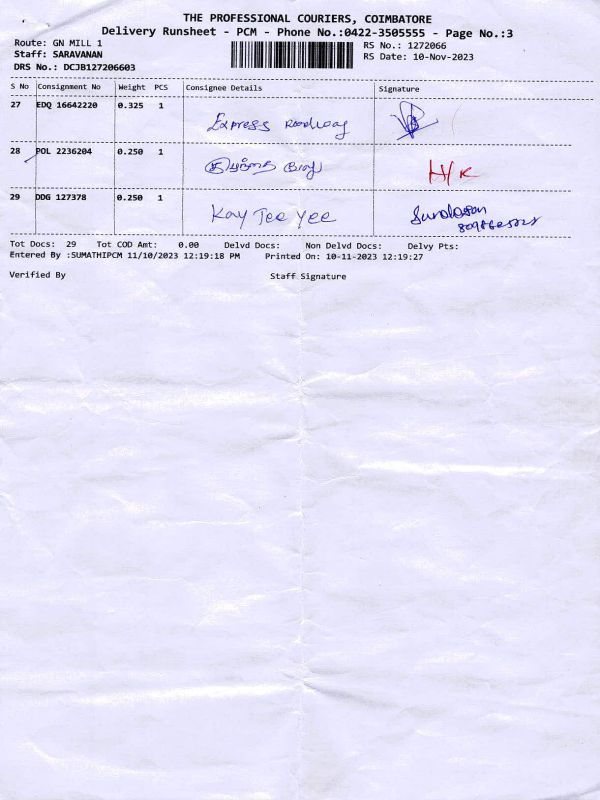 THE PROFESSIONAL COURIERS, COIMBATORE
Delivery Runsheet - PCM - Phone No.:0422-3505555 - Page No.:3
Route: GN MILL 1 RS No.: 1272066
Staff: SARAVANAN RS Date: 10-Nov-2023
DRS No.: DCJB127206603
S No Consignment No Weight PCS Consignee Details Signature
27 EDQ 16642220 0.325 1
Express Roadway
28 POL 2236204 0.250 1
H/K
29 DDG 127378 0.250 1
Kay Tee Yee
Tot Docs: 29 Tot COD Amt: 0.00 Delvd Docs: Non Delvd Docs: Delvy Pts:
Entered By :SUMATHIPCM 11/10/2023 12:19:18 PM Printed On: 10-11-2023 12:19:27
Verified By Staff Signature